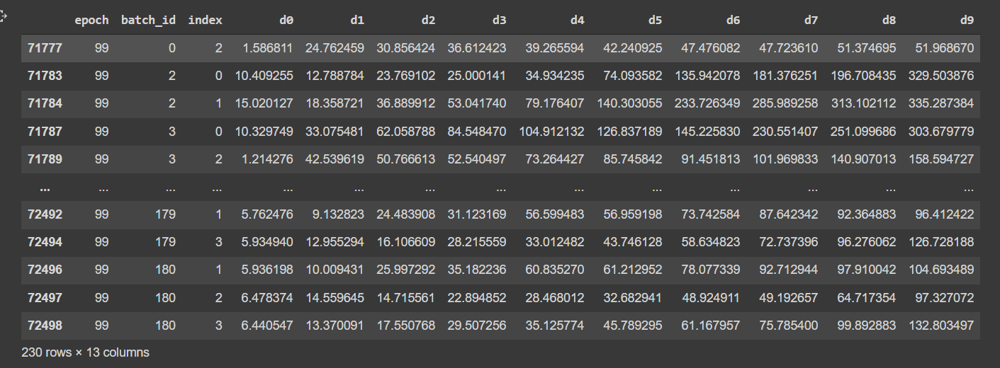 epoch batch_id index d0 d1 d2 d3 d4 d5 d6 d7 d8 d9
71777 99 0 2 1.586811 24.762459 30.856424 36.612423 39.265594 42.240925 47.476082 47.723610 51.374695 51.968670
71783 99 2 0 10.409255 12.788784 23.769102 25.000141 34.934235 74.093582 135.942078 181.376251 196.708435 329.503876
71784 99 2 1 15.020127 18.358721 36.889912 53.041740 79.176407 140.303055 233.726349 285.989258 313.102112 335.287384
71787 99 3 0 10.329749 33.075481 62.058788 84.548470 104.912132 126.837189 145.225830 230.551407 251.099686 303.679779
71789 99 3 2 1.214276 42.539619 50.766613 52.540497 73.264427 85.745842 91.451813 101.969833 140.907013 158.594727
... ... ... ... ... ... ... ... ... ... ... ... ... ...
72492 99 179 1 5.762476 9.132823 24.483908 31.123169 56.599483 56.959198 73.742584 87.642342 92.364883 96.412422
72494 99 179 3 5.934940 12.955294 16.106609 28.215559 33.012482 43.746128 58.634823 72.737396 96.276062 126.728188
72496 99 180 1 5.936198 10.009431 25.997292 35.182236 60.835270 61.212952 78.077339 92.712944 97.910042 104.693489
72497 99 180 2 6.478374 14.559645 14.715561 22.894852 28.468012 32.682941 48.924911 49.192657 64.717354 97.327072
72498 99 180 3 6.440547 13.370091 17.550768 29.507256 35.125774 45.789295 61.167957 75.785400 99.892883 132.803497
230 rows × 13 columns